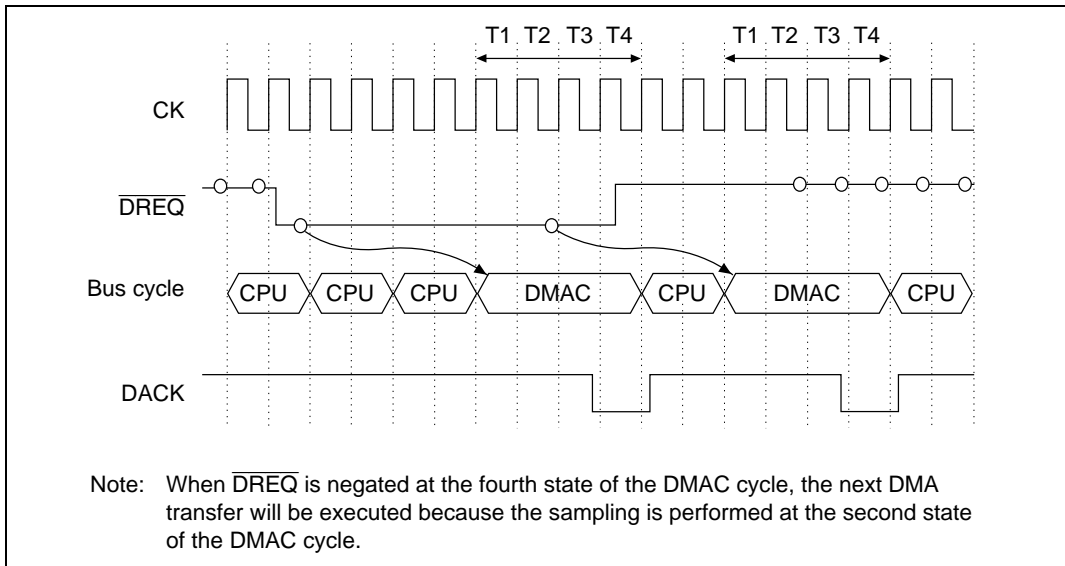 T1 T2 T3 T4 T1 T2 T3 T4
CK
DREQ
Bus cycle CPU CPU CPU DMAC CPU DMAC CPU
DACK
Note: When DREQ is negated at the fourth state of the DMAC cycle, the next DMA
transfer will be executed because the sampling is performed at the second state
of the DMAC cycle.